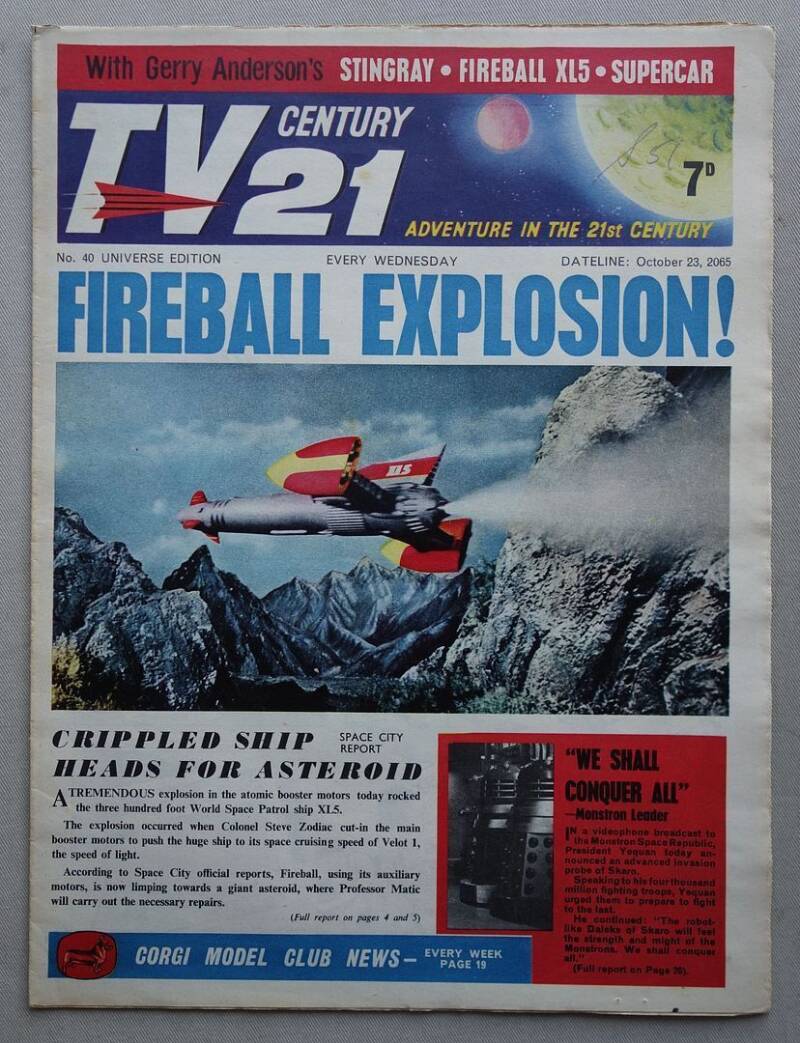 With Gerry Anderson's STINGRAY • FIREBALL XL5 • SUPERCAR
TV CENTURY 21
7D
ADVENTURE IN THE 21st CENTURY
No. 40 UNIVERSE EDITION EVERY WEDNESDAY DATELINE: October 23, 2065
FIREBALL EXPLOSION!
XL5
CRIPPLED SHIP
SPACE CITY
REPORT
HEADS FOR ASTEROID
A TREMENDOUS explosion in the atomic booster motors today rocked
the three hundred foot World Space Patrol ship XL5.
The explosion occurred when Colonel Steve Zodiac cut-in the main
booster motors to push the huge ship to its space cruising speed of Velot 1,
the speed of light.
According to Space City official reports, Fireball, using its auxiliary
motors, is now limping towards a giant asteroid, where Professor Matic
will carry out the necessary repairs.
(Full report on pages 4 and 5)
"WE SHALL
CONQUER ALL"
—Monstron Leader
IN a videophone broadcast to
the Monstron Space Republic,
President Yequan today an-
nounced an advanced invasion
probe of Skaro.
Speaking to his four thousand
million fighting troops, Yequan
urged them to prepare to fight
to the last.
He continued: "The robot-
like Daleks of Skaro will feel
the strength and might of the
Monstrons. We shall conquer
all."
(Full report on Page 20).
CORGI MODEL CLUB NEWS— EVERY WEEK
PAGE 19